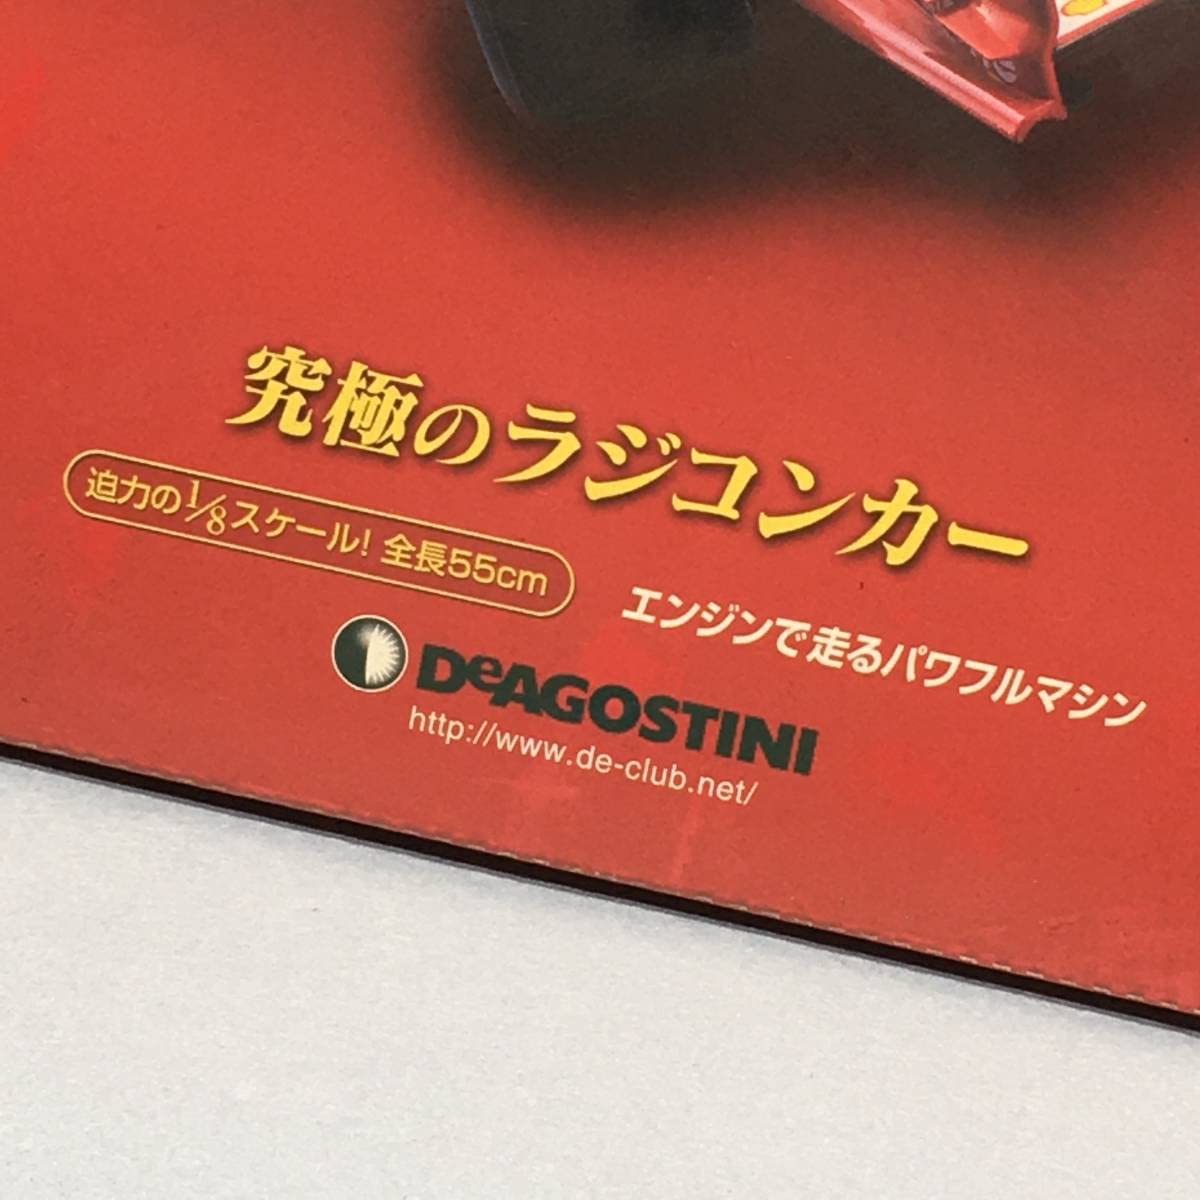 究極のラジコンカー
迫力の1/8スケール! 全長55cm
エンジンで走るパワフルマシン
DeAGOSTINI
http://www.de-club.net/